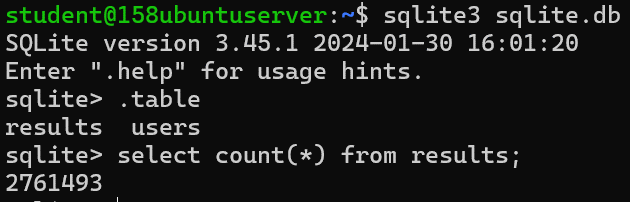 student@158ubuntuserver:~$ sqlite3 sqlite.db
SQLite version 3.45.1 2024-01-30 16:01:20
Enter ".help" for usage hints.
sqlite> .table
results  users
sqlite> select count(*) from results;
2761493